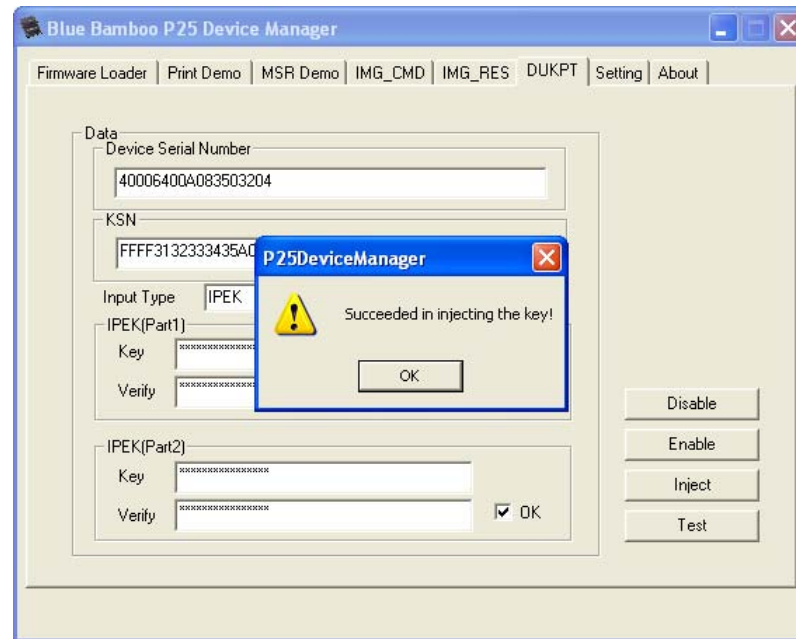 Blue Bamboo P25 Device Manager
Firmware Loader Print Demo MSR Demo IMG_CMD IMG_RES DUKPT Setting About
Data
Device Serial Number
40006400A083503204
KSN
FFFF3132333435A0
Input Type IPEK
IPEK(Part1)
Key **************
Verify **************
P25DeviceManager
Succeeded in injecting the key!
OK
IPEK(Part2)
Key ****************
Verify **************** OK
Disable
Enable
Inject
Test